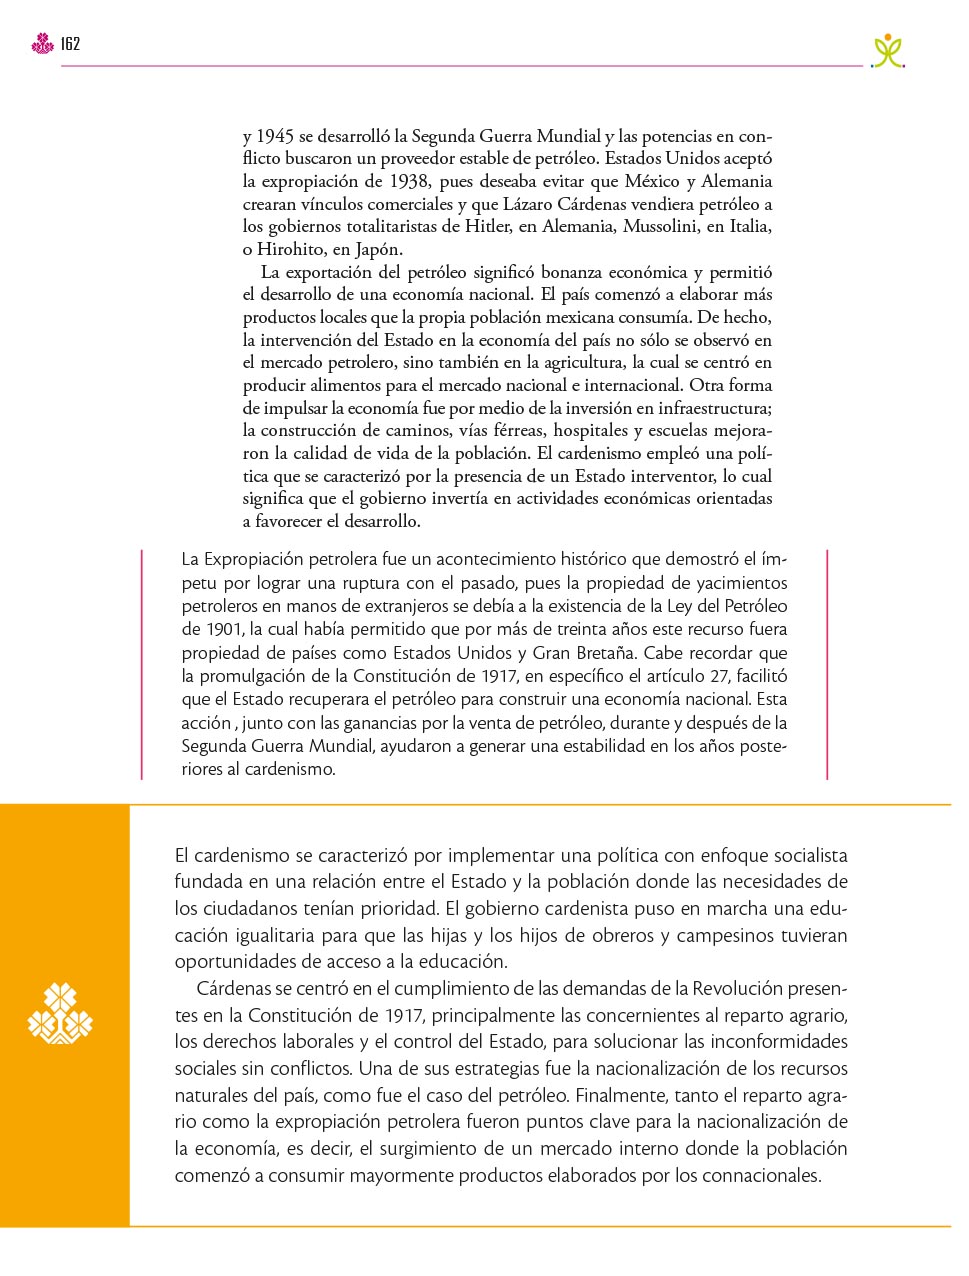 162
y 1945 se desarrolló la Segunda Guerra Mundial y las potencias en con-
flicto buscaron un proveedor estable de petróleo. Estados Unidos aceptó
la expropiación de 1938, pues deseaba evitar que México y Alemania
crearan vínculos comerciales y que Lázaro Cárdenas vendiera petróleo a
los gobiernos totalitaristas de Hitler, en Alemania, Mussolini, en Italia,
o Hirohito, en Japón.
La exportación del petróleo significó bonanza económica y permitió
el desarrollo de una economía nacional. El país comenzó a elaborar más
productos locales que la propia población mexicana consumía. De hecho,
la intervención del Estado en la economía del país no sólo se observó en
el mercado petrolero, sino también en la agricultura, la cual se centró en
producir alimentos para el mercado nacional e internacional. Otra forma
de impulsar la economía fue por medio de la inversión en infraestructura;
la construcción de caminos, vías férreas, hospitales y escuelas mejora-
ron la calidad de vida de la población. El cardenismo empleó una polí-
tica que se caracterizó por la presencia de un Estado interventor, lo cual
significa que el gobierno invertía en actividades económicas orientadas
a favorecer el desarrollo.
La Expropiación petrolera fue un acontecimiento histórico que demostró el ím-
petu por lograr una ruptura con el pasado, pues la propiedad de yacimientos
petroleros en manos de extranjeros se debía a la existencia de la Ley del Petróleo
de 1901, la cual había permitido que por más de treinta años este recurso fuera
propiedad de países como Estados Unidos y Gran Bretaña. Cabe recordar que
la promulgación de la Constitución de 1917, en específico el artículo 27, facilitó
que el Estado recuperara el petróleo para construir una economía nacional. Esta
acción , junto con las ganancias por la venta de petróleo, durante y después de la
Segunda Guerra Mundial, ayudaron a generar una estabilidad en los años poste-
riores al cardenismo.
El cardenismo se caracterizó por implementar una política con enfoque socialista
fundada en una relación entre el Estado y la población donde las necesidades de
los ciudadanos tenían prioridad. El gobierno cardenista puso en marcha una edu-
cación igualitaria para que las hijas y los hijos de obreros y campesinos tuvieran
oportunidades de acceso a la educación.
Cárdenas se centró en el cumplimiento de las demandas de la Revolución presen-
tes en la Constitución de 1917, principalmente las concernientes al reparto agrario,
los derechos laborales y el control del Estado, para solucionar las inconformidades
sociales sin conflictos. Una de sus estrategias fue la nacionalización de los recursos
naturales del país, como fue el caso del petróleo. Finalmente, tanto el reparto agra-
rio como la expropiación petrolera fueron puntos clave para la nacionalización de
la economía, es decir, el surgimiento de un mercado interno donde la población
comenzó a consumir mayormente productos elaborados por los connacionales.